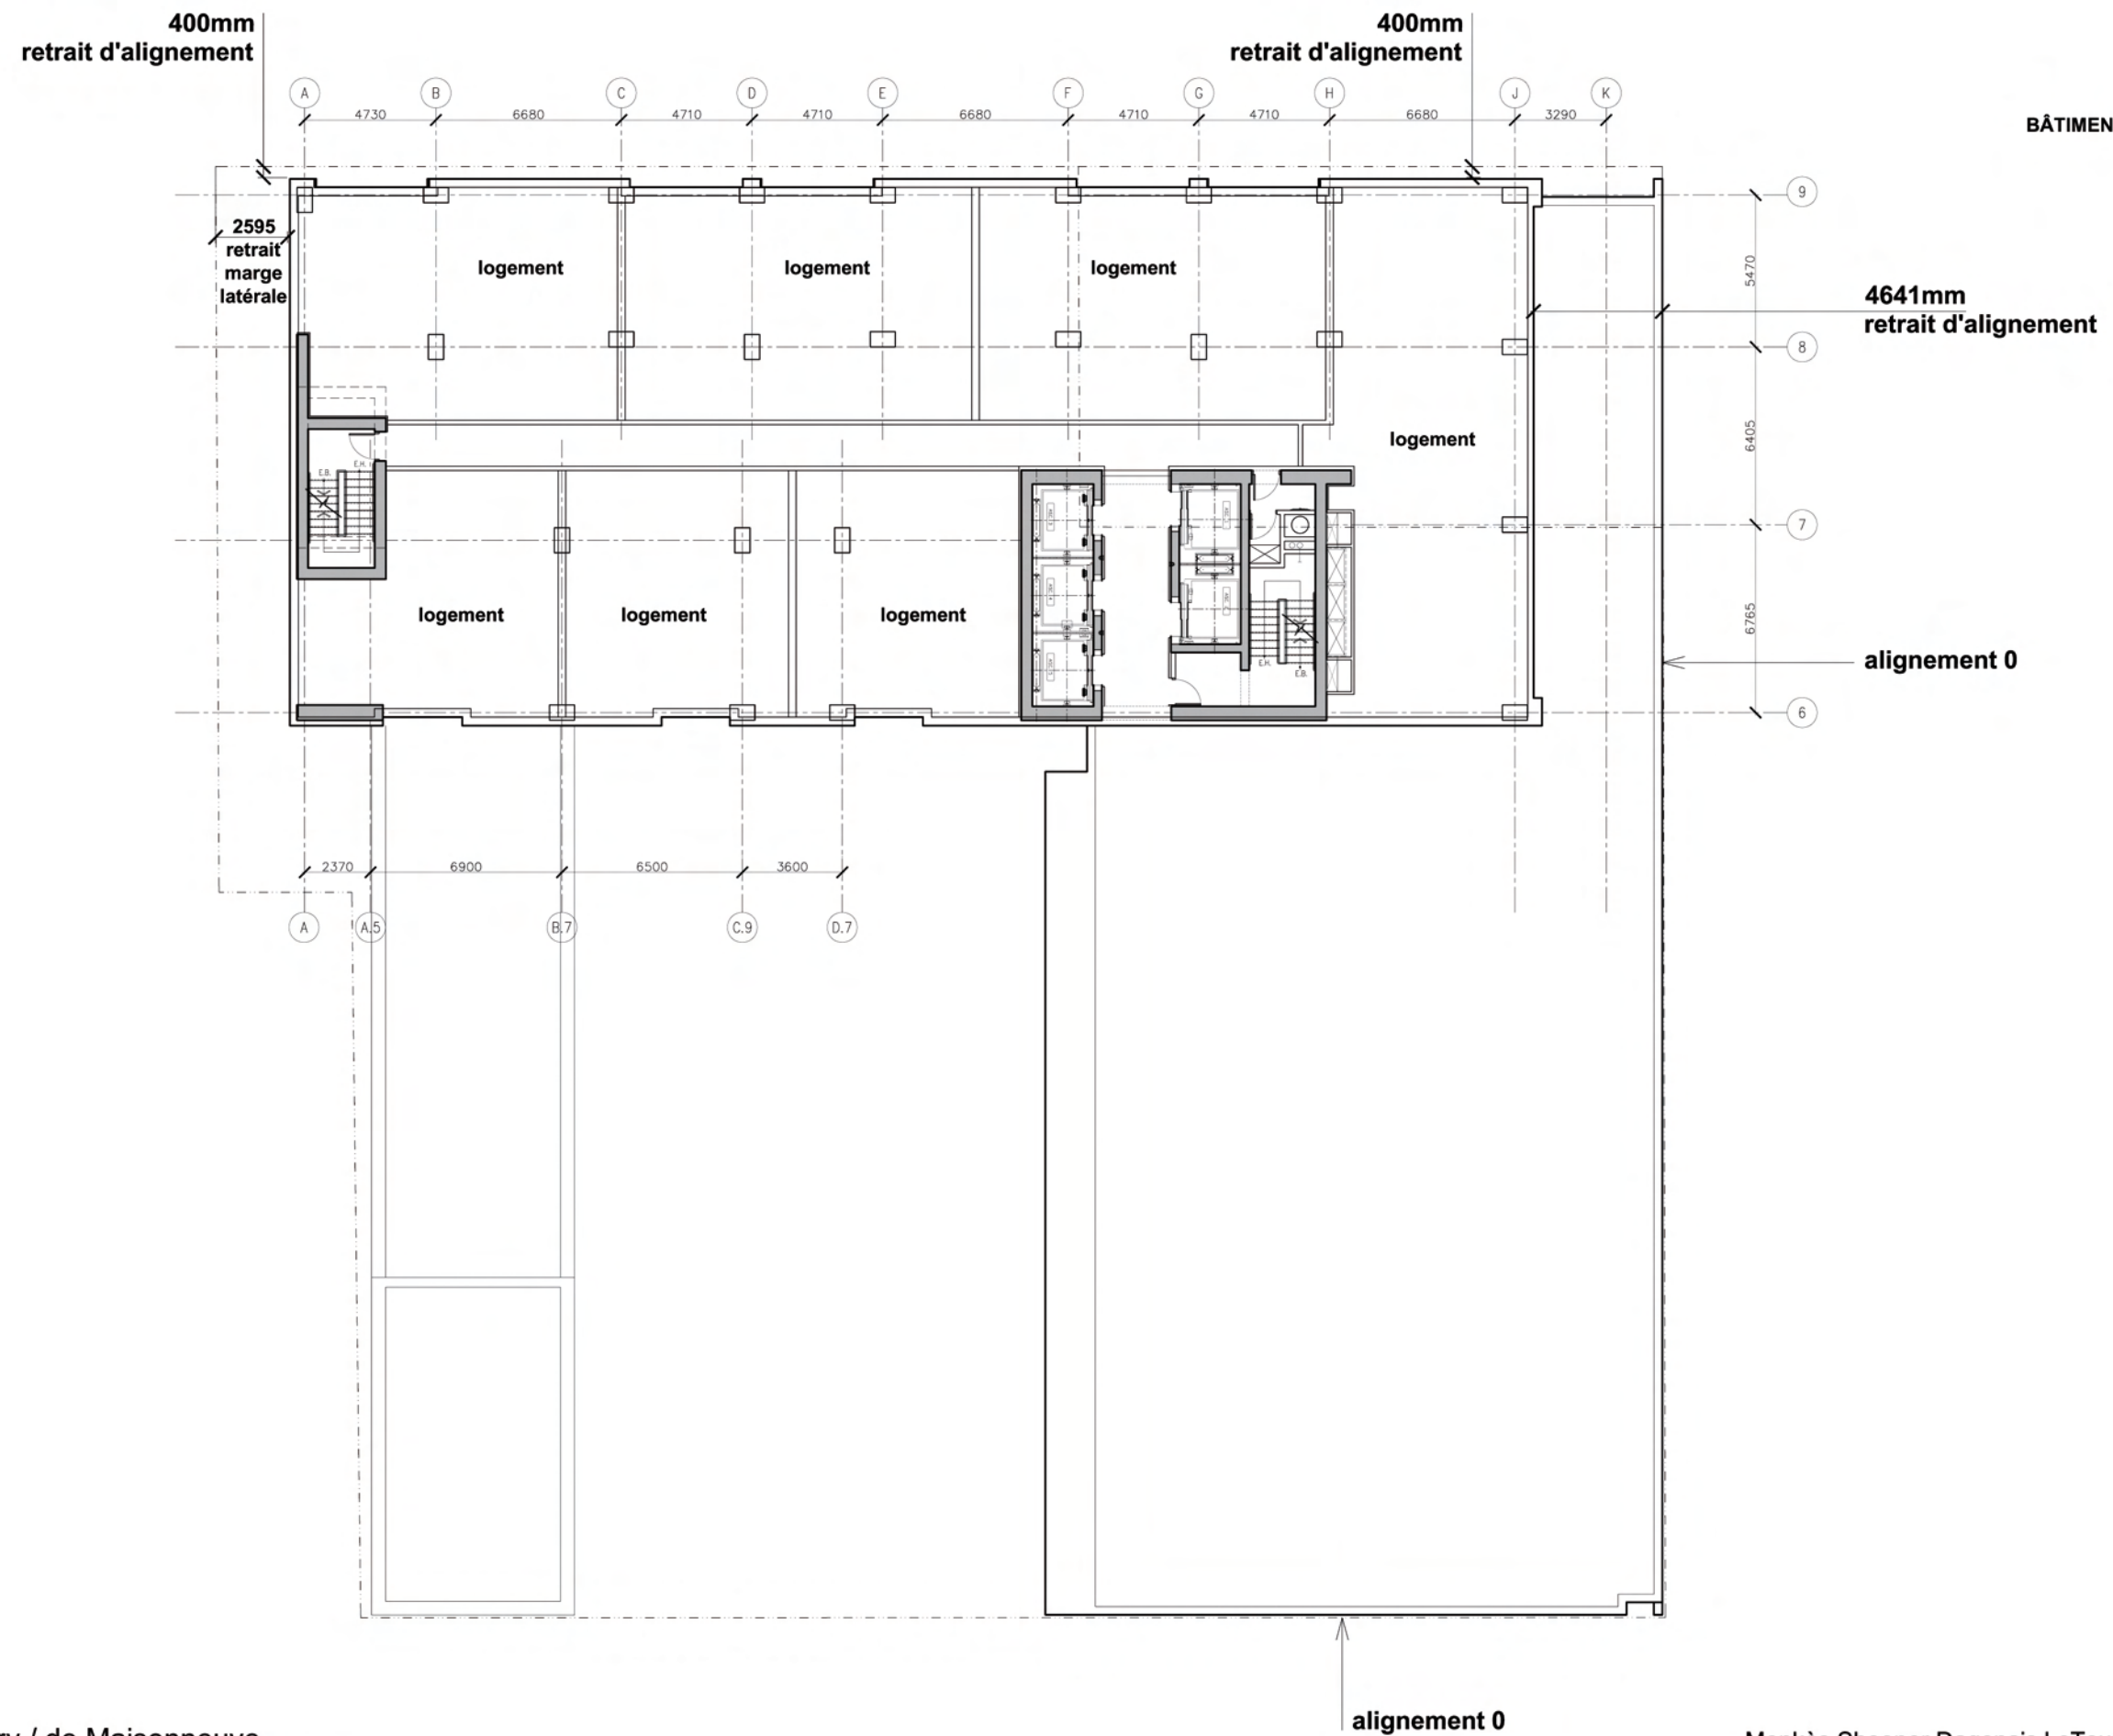 400mm
retrait d'alignement
400mm
retrait d'alignement
A B C D E F G H J K
4730 6680 4710 4710 6680 4710 4710 6680 3290
BÂTIMEN
9
2595
retrait
marge
latérale
logement
logement
logement
5470
4641mm
retrait d'alignement
8
logement
6405
E.B. E.H.
7
logement
logement
logement
6765
alignement 0
E.H.
E.B.
6
2370 6900 6500 3600
A A.5 B.7 C.9 D.7
alignement 0